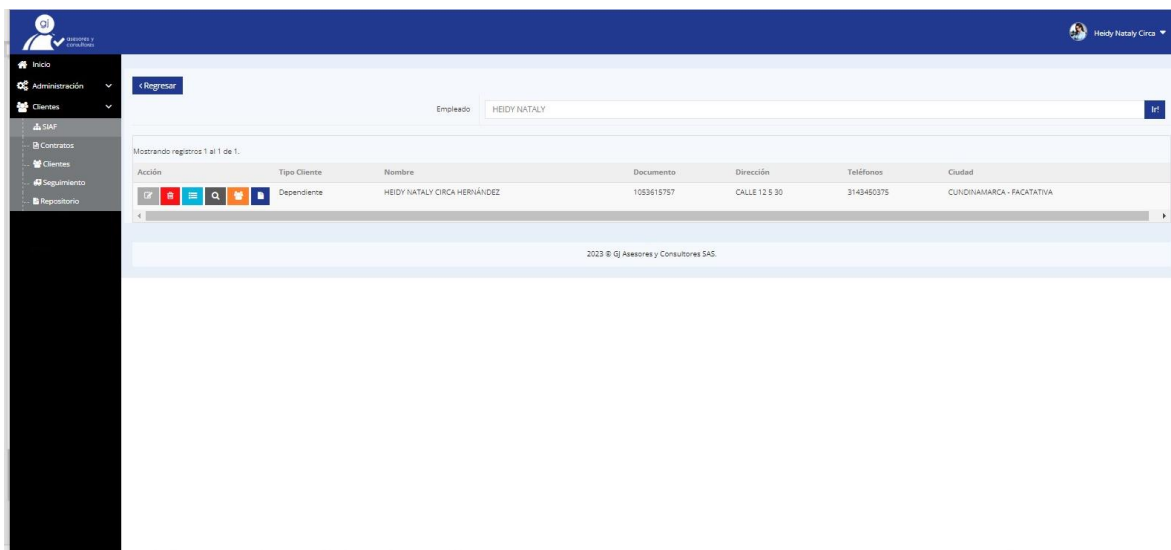 gj asesores y
consultores
Heidy Nataly Circa
Inicio
Administración
Clientes
SIAF
Contratos
Clientes
Seguimiento
Repositorio
< Regresar
Empleado HEIDY NATALY Ir!
Mostrando registros 1 al 1 de 1.
Acción Tipo Cliente Nombre Documento Dirección Teléfonos Ciudad
Dependiente HEIDY NATALY CIRCA HERNÁNDEZ 1053615757 CALLE 12 5 30 3143450375 CUNDINAMARCA - FACATATIVA
2023 © GJ Asesores y Consultores SAS.